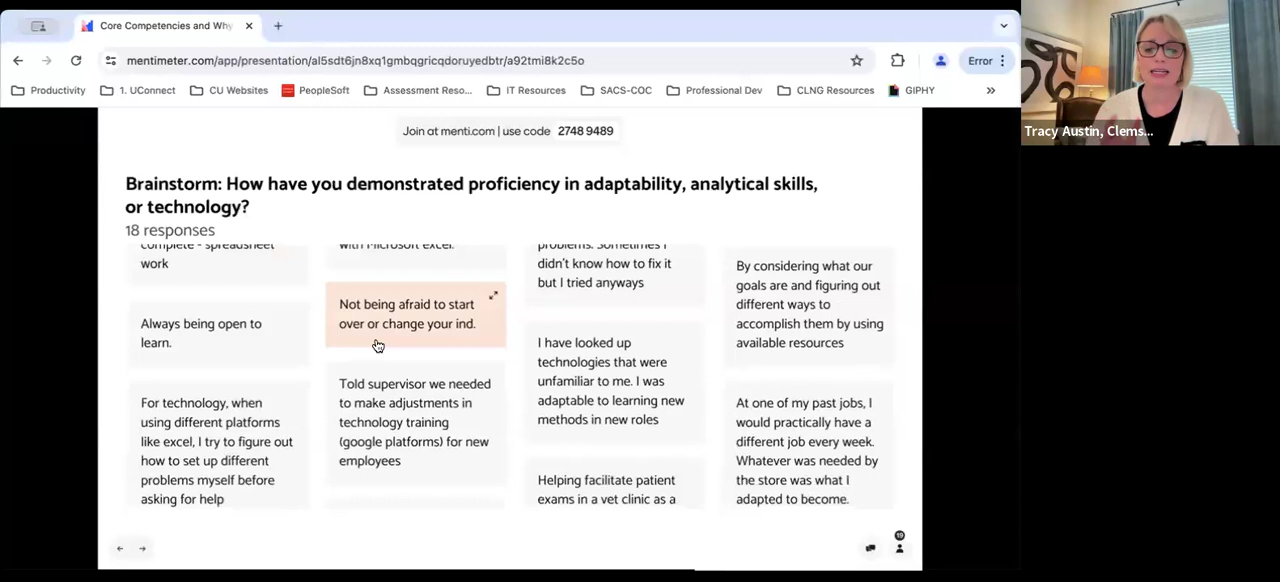 Core Competencies and Why
mentimeter.com/app/presentation/al5sdt6jn8xq1gmbqgricqdoruyedbtr/a92tmi8k2c5o
Error
Productivity
1. UConnect
CU Websites
PeopleSoft
Assessment Reso...
IT Resources
SACS-COC
Professional Dev
CLNG Resources
GIPHY
»
Tracy Austin, Clems...
Join at menti.com | use code 2748 9489
Brainstorm: How have you demonstrated proficiency in adaptability, analytical skills,
or technology?
18 responses
complete - spreadsheet
work
Always being open to
learn.
For technology, when
using different platforms
like excel, I try to figure out
how to set up different
problems myself before
asking for help
with Microsoft excel.
Not being afraid to start
over or change your ind.
Told supervisor we needed
to make adjustments in
technology training
(google platforms) for new
employees
problems. Sometimes I
didn't know how to fix it
but I tried anyways
I have looked up
technologies that were
unfamiliar to me. I was
adaptable to learning new
methods in new roles
Helping facilitate patient
exams in a vet clinic as a
By considering what our
goals are and figuring out
different ways to
accomplish them by using
available resources
At one of my past jobs, I
would practically have a
different job every week.
Whatever was needed by
the store was what I
adapted to become.
19